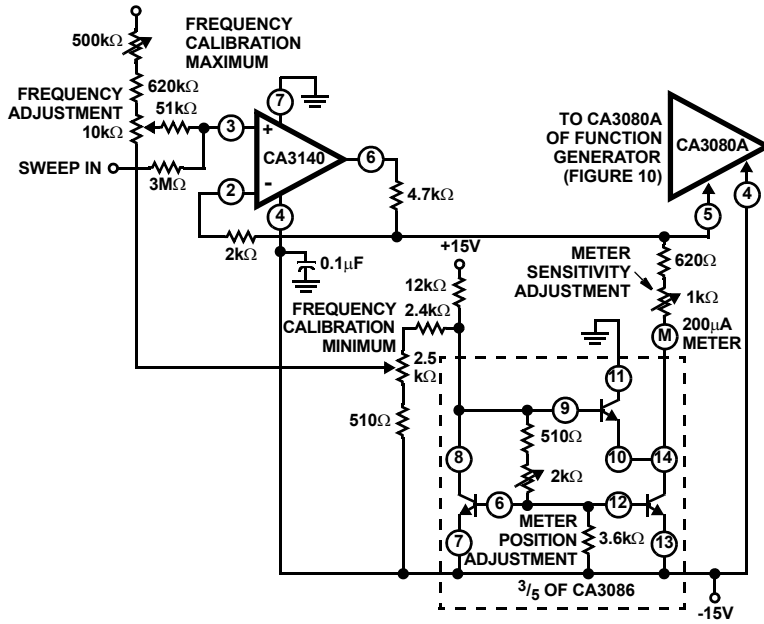 500kΩ
FREQUENCY
CALIBRATION
MAXIMUM
620kΩ
FREQUENCY
ADJUSTMENT
10kΩ
51kΩ
SWEEP IN
3MΩ
7
3
+
CA3140
6
2
-
4
4.7kΩ
2kΩ
0.1μF
TO CA3080A
OF FUNCTION
GENERATOR
(FIGURE 10)
CA3080A
4
5
+15V
12kΩ
2.4kΩ
FREQUENCY
CALIBRATION
MINIMUM
2.5
kΩ
510Ω
METER
SENSITIVITY
ADJUSTMENT
620Ω
1kΩ
M
200μA
METER
11
9
510Ω
8
10
14
2kΩ
6
12
METER
POSITION
ADJUSTMENT
3.6kΩ
7
13
3/5 OF CA3086
-15V